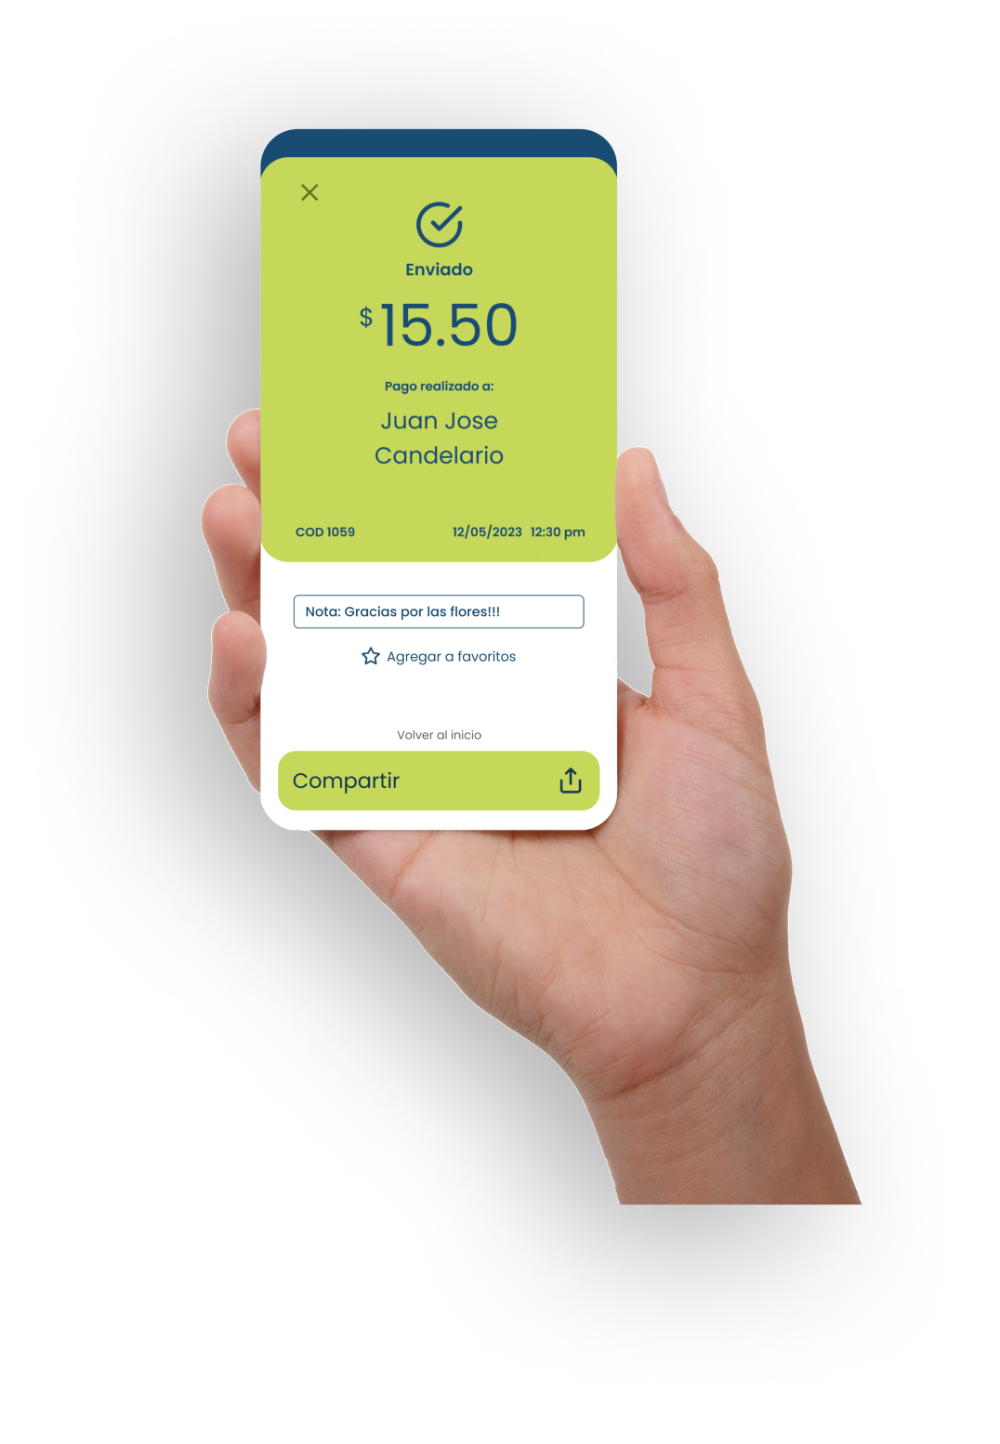 Enviado
$ 15.50
Pago realizado a:
Juan Jose
Candelario
COD 1059 12/05/2023 12:30 pm
Nota: Gracias por las flores!!!
Agregar a favoritos
Volver al inicio
Compartir